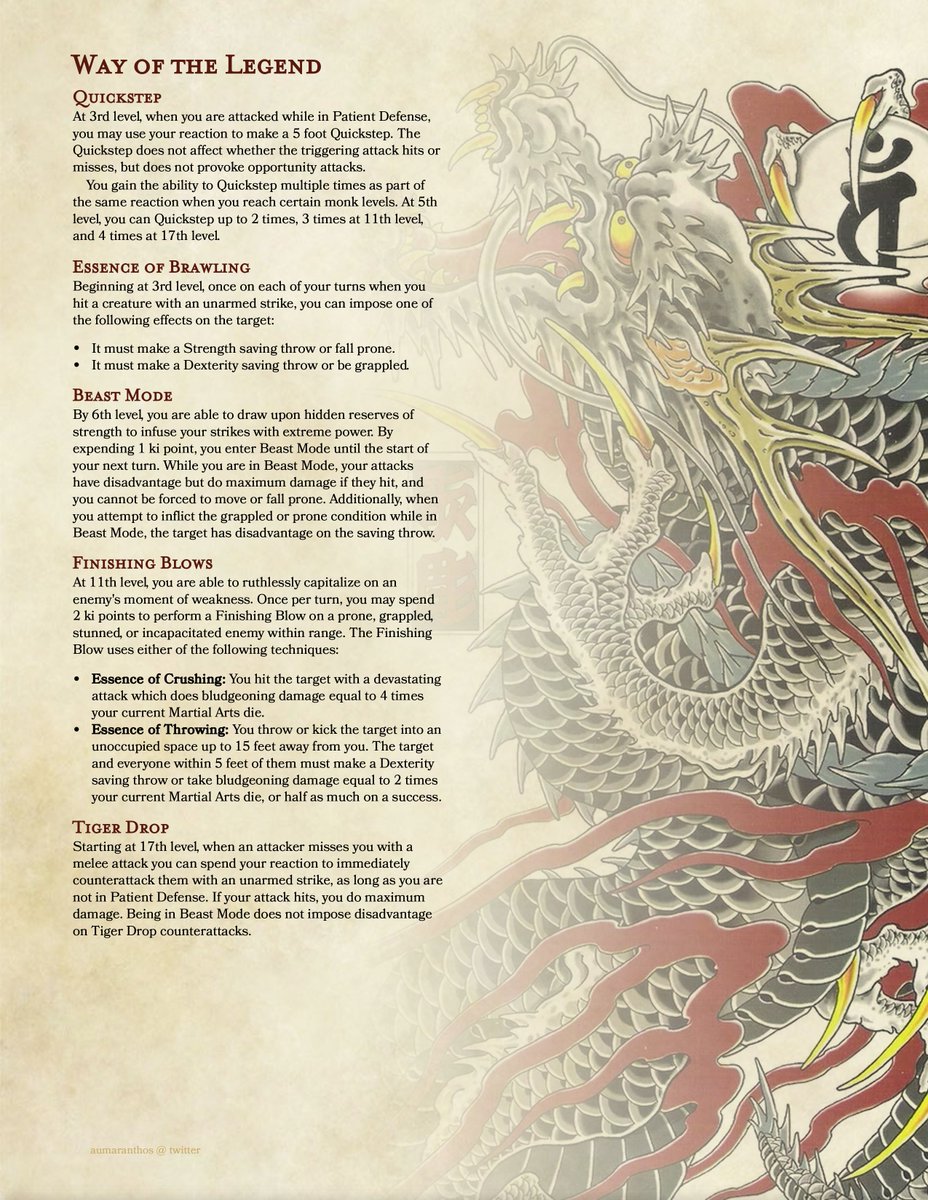 Way of the Legend
Quickstep
At 3rd level, when you are attacked while in Patient Defense,
you may use your reaction to make a 5 foot Quickstep. The
Quickstep does not affect whether the triggering attack hits or
misses, but does not provoke opportunity attacks.
You gain the ability to Quickstep multiple times as part of
the same reaction when you reach certain monk levels. At 5th
level, you can Quickstep up to 2 times, 3 times at 11th level,
and 4 times at 17th level.
Essence of Brawling
Beginning at 3rd level, once on each of your turns when you
hit a creature with an unarmed strike, you can impose one of
the following effects on the target:
• It must make a Strength saving throw or fall prone.
• It must make a Dexterity saving throw or be grappled.
Beast Mode
By 6th level, you are able to draw upon hidden reserves of
strength to infuse your strikes with extreme power. By
expending 1 ki point, you enter Beast Mode until the start of
your next turn. While you are in Beast Mode, your attacks
have disadvantage but do maximum damage if they hit, and
you cannot be forced to move or fall prone. Additionally, when
you attempt to inflict the grappled or prone condition while in
Beast Mode, the target has disadvantage on the saving throw.
Finishing Blows
At 11th level, you are able to ruthlessly capitalize on an
enemy's moment of weakness. Once per turn, you may spend
2 ki points to perform a Finishing Blow on a prone, grappled,
stunned, or incapacitated enemy within range. The Finishing
Blow uses either of the following techniques:
• Essence of Crushing: You hit the target with a devastating
attack which does bludgeoning damage equal to 4 times
your current Martial Arts die.
• Essence of Throwing: You throw or kick the target into an
unoccupied space up to 15 feet away from you. The target
and everyone within 5 feet of them must make a Dexterity
saving throw or take bludgeoning damage equal to 2 times
your current Martial Arts die, or half as much on a success.
Tiger Drop
Starting at 17th level, when an attacker misses you with a
melee attack you can spend your reaction to immediately
counterattack them with an unarmed strike, as long as you are
not in Patient Defense. If your attack hits, you do maximum
damage. Being in Beast Mode does not impose disadvantage
on Tiger Drop counterattacks.
aumaranthos @ twitter